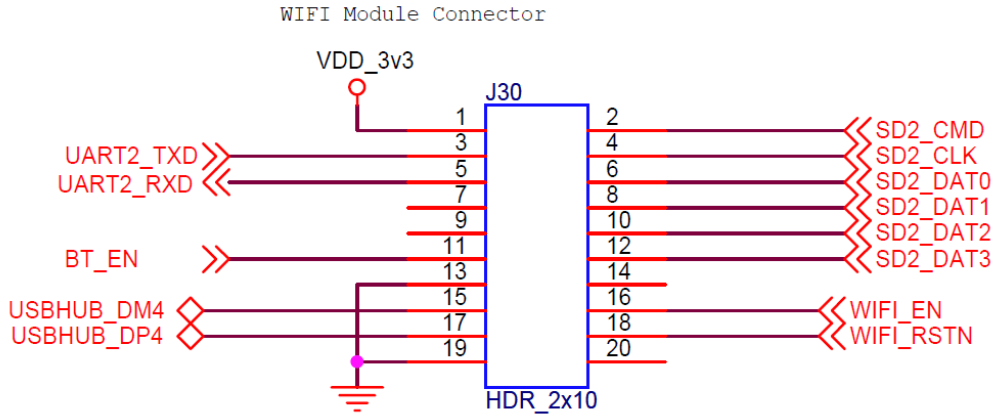 WIFI Module Connector
VDD_3v3
J30
1 2 SD2_CMD
UART2_TXD 3 4 SD2_CLK
UART2_RXD 5 6 SD2_DAT0
7 8 SD2_DAT1
9 10 SD2_DAT2
BT_EN 11 12 SD2_DAT3
13 14
USBHUB_DM4 15 16 WIFI_EN
USBHUB_DP4 17 18 WIFI_RSTN
19 20
HDR_2x10